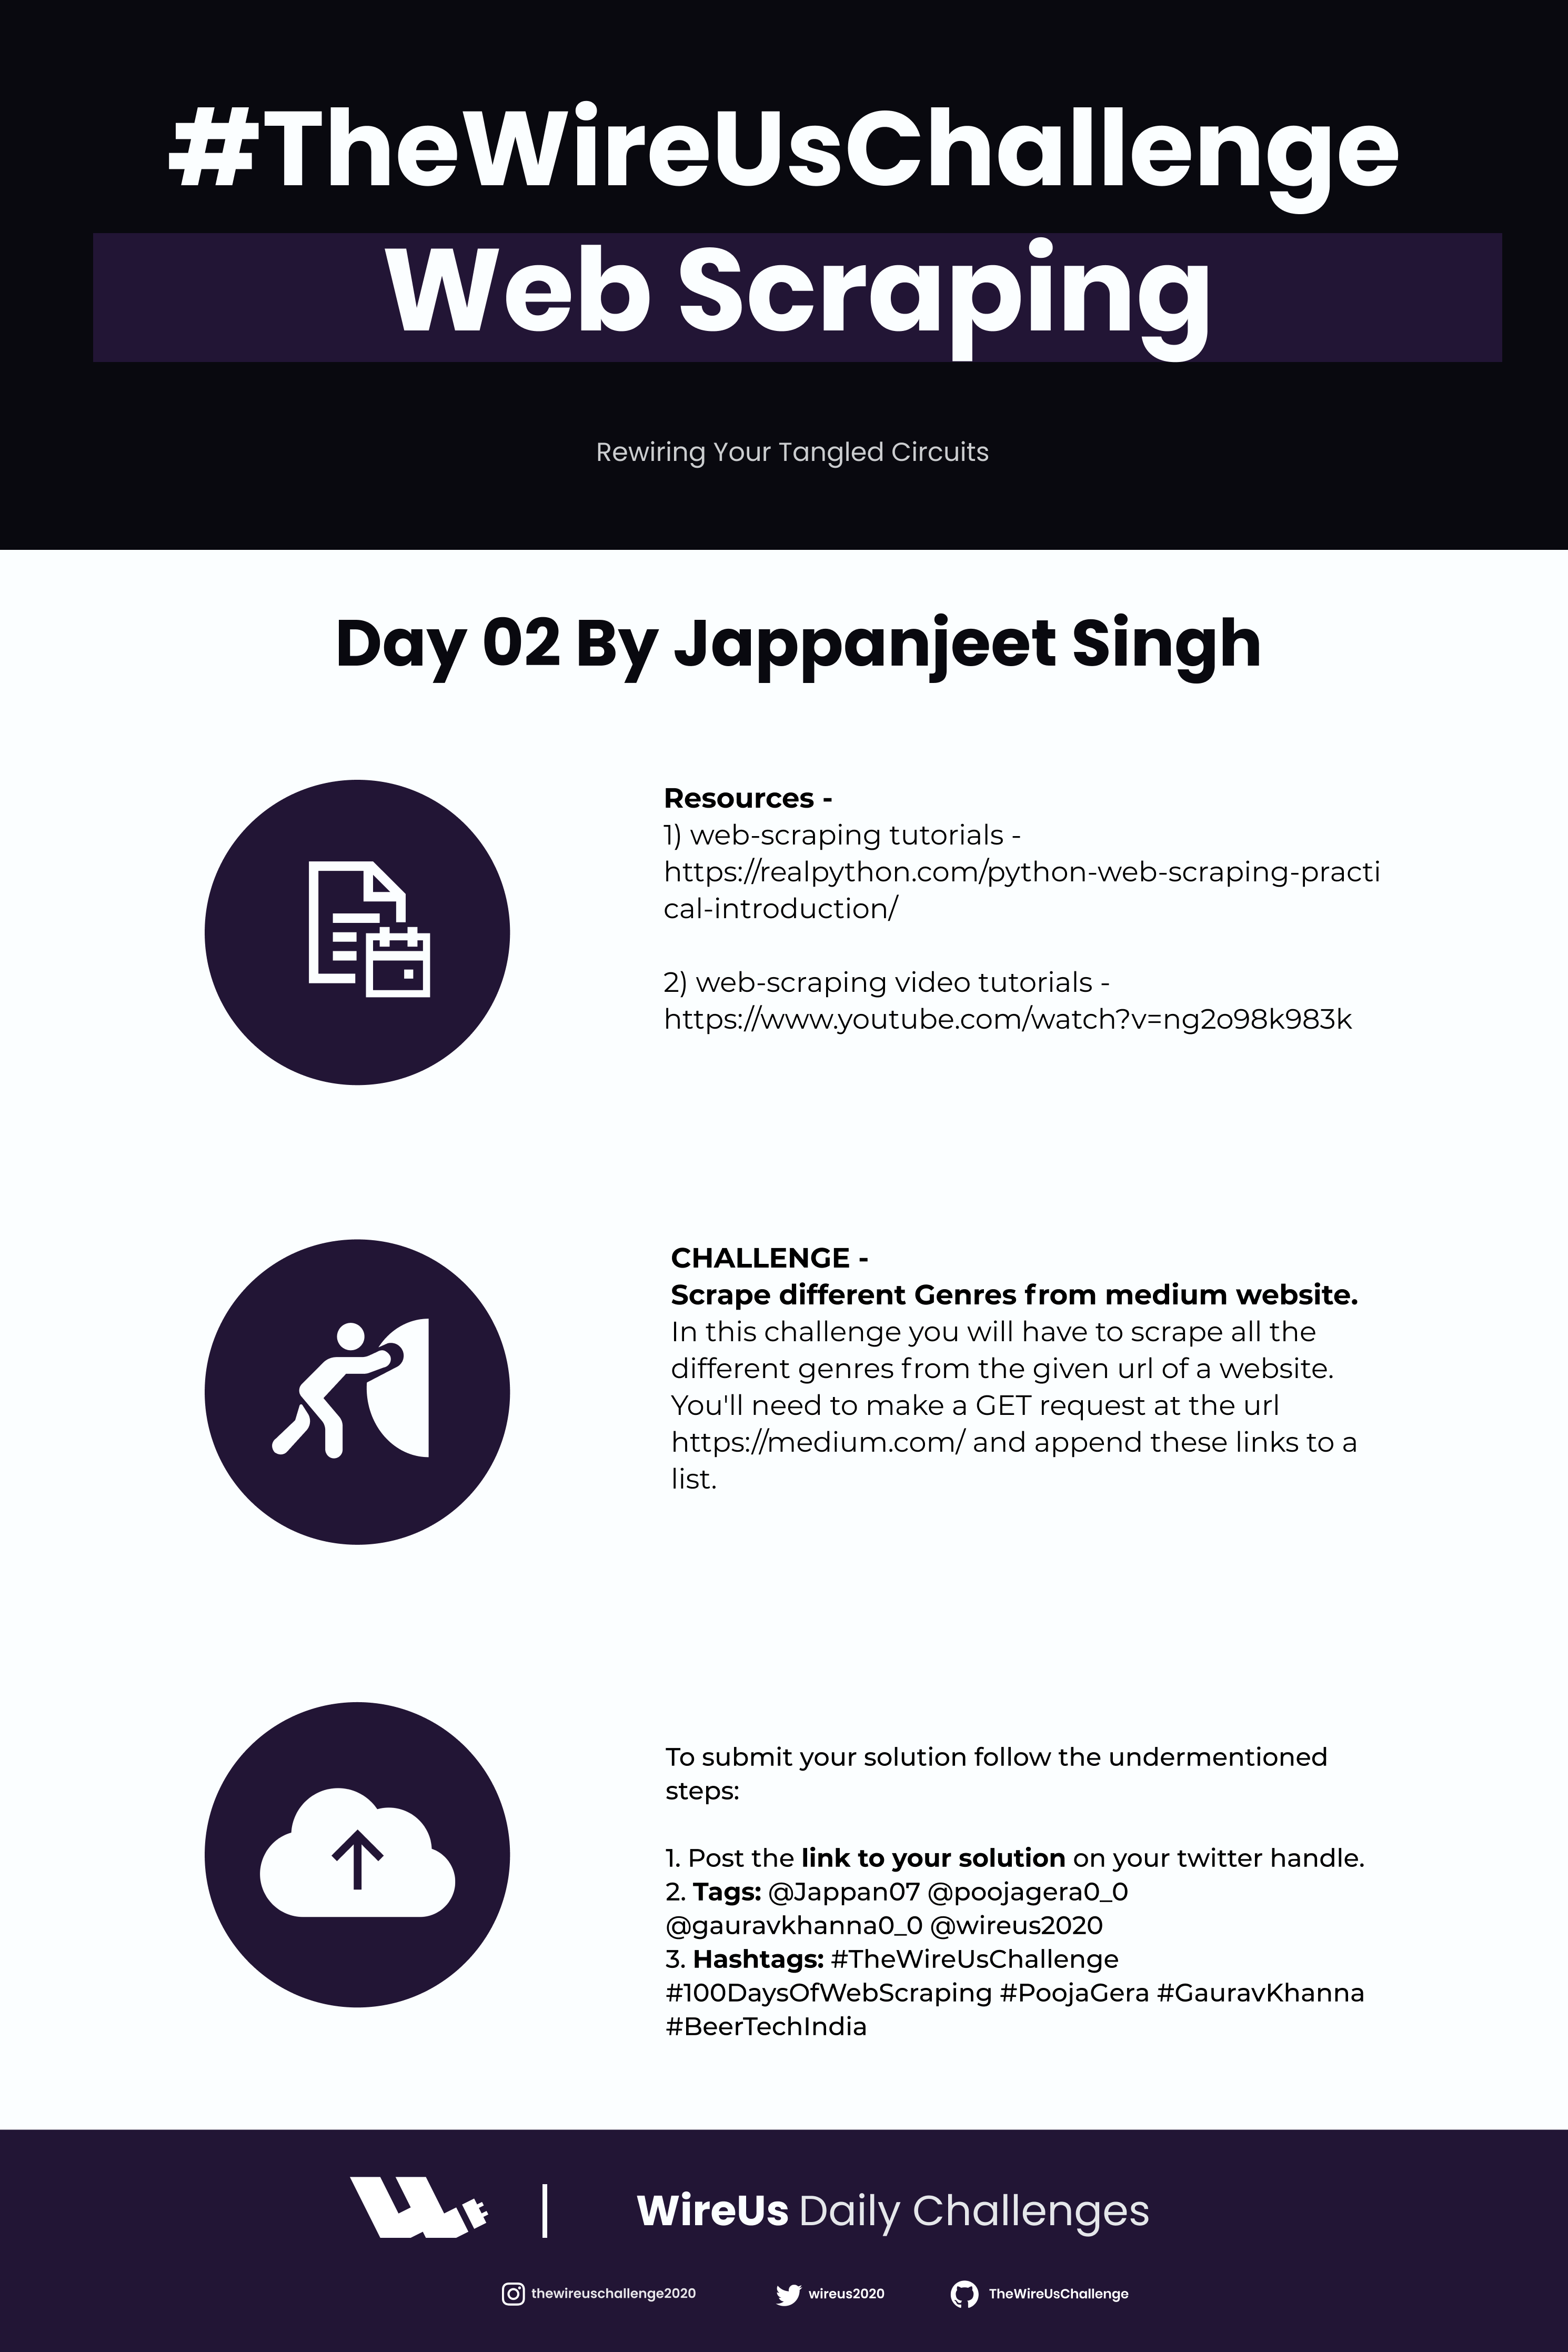 #TheWireUsChallenge
Web Scraping
Rewiring Your Tangled Circuits
Day 02 By Jappanjeet Singh
Resources -
1) web-scraping tutorials -
https://realpython.com/python-web-scraping-practi
cal-introduction/
2) web-scraping video tutorials -
https://www.youtube.com/watch?v=ng2o98k983k
CHALLENGE -
Scrape different Genres from medium website.
In this challenge you will have to scrape all the
different genres from the given url of a website.
You'll need to make a GET request at the url
https://medium.com/ and append these links to a
list.
To submit your solution follow the undermentioned
steps:
1. Post the link to your solution on your twitter handle.
2. Tags: @Jappan07 @poojagera0_0
@gauravkhanna0_0 @wireus2020
3. Hashtags: #TheWireUsChallenge
#100DaysOfWebScraping #PoojaGera #GauravKhanna
#BeerTechIndia
WireUs Daily Challenges
thewireuschallenge2020 wireus2020 TheWireUsChallenge